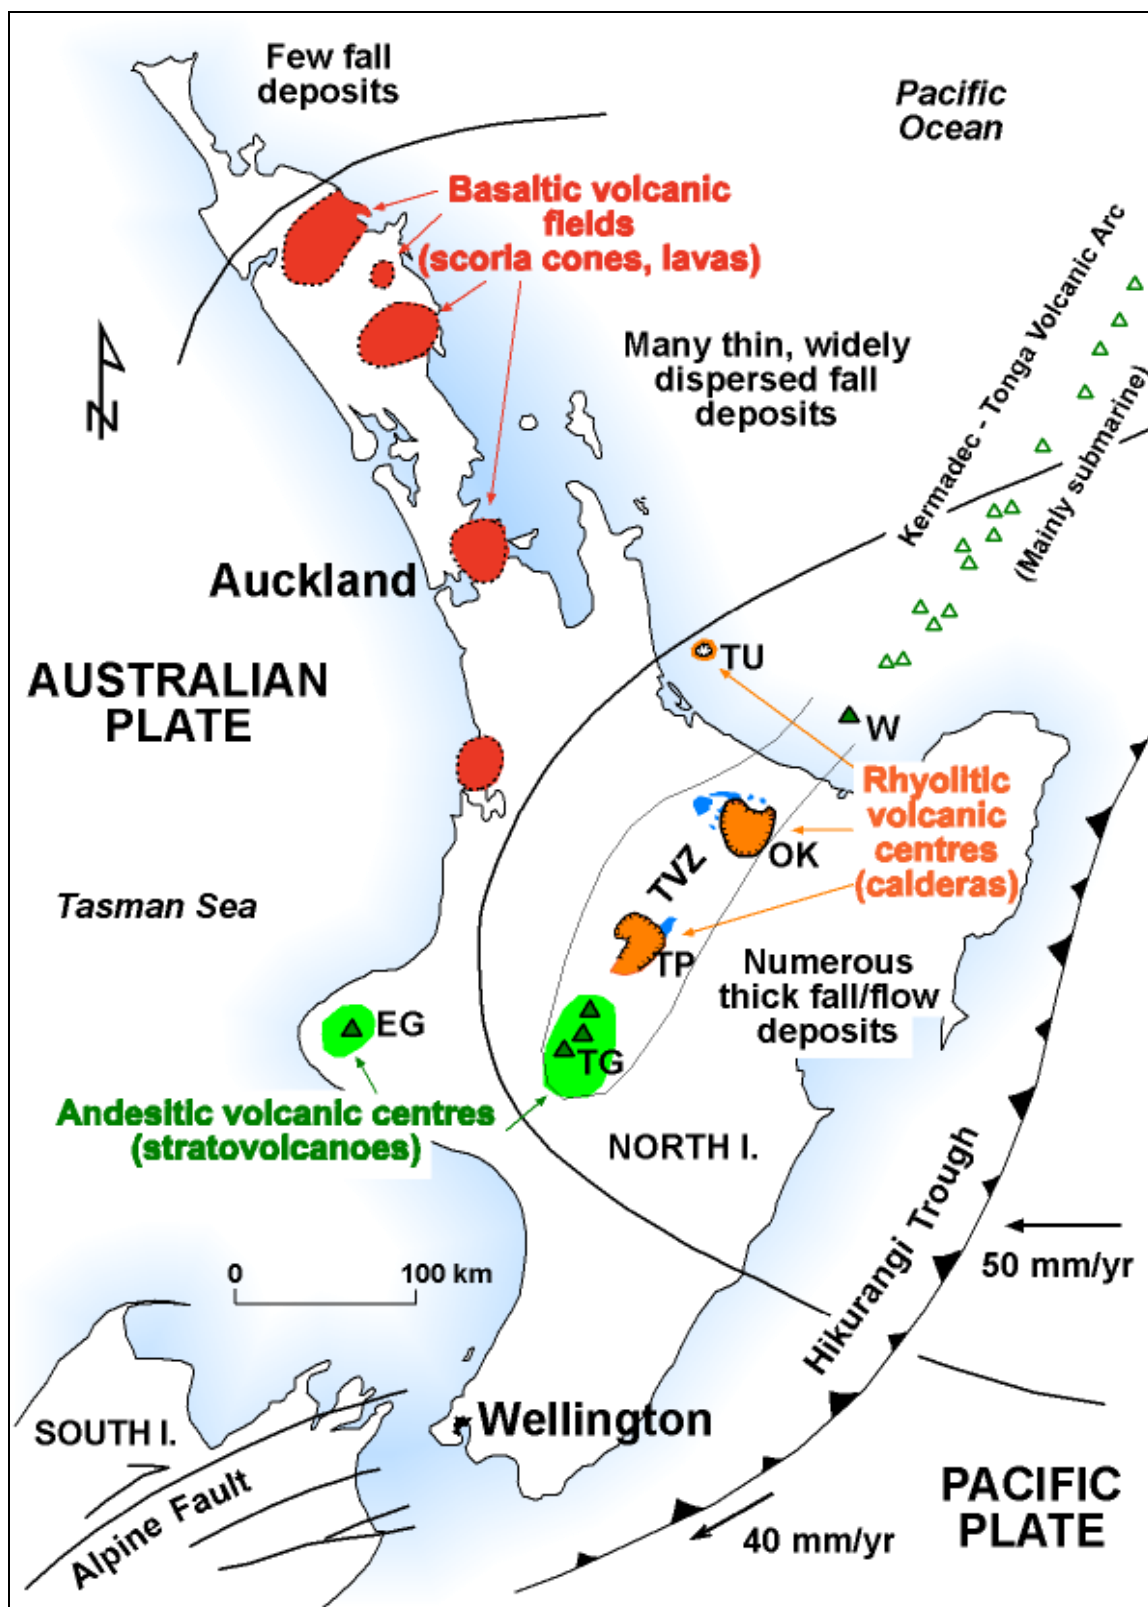 Few fall
deposits
Pacific
Ocean
Basaltic volcanic
fields
(scoria cones, lavas)
Many thin, widely
dispersed fall
deposits
Kermadec - Tonga Volcanic Arc
(Mainly submarine)
N
Auckland
AUSTRALIAN
PLATE
TU
W
Rhyolitic
volcanic
centres
(calderas)
OK
TVZ
Tasman Sea
TP
Numerous
thick fall/flow
deposits
EG
TG
Andesitic volcanic centres
(stratovolcanoes)
NORTH I.
Hikurangi Trough
50 mm/yr
0 100 km
Wellington
SOUTH I.
Alpine Fault
PACIFIC
PLATE
40 mm/yr